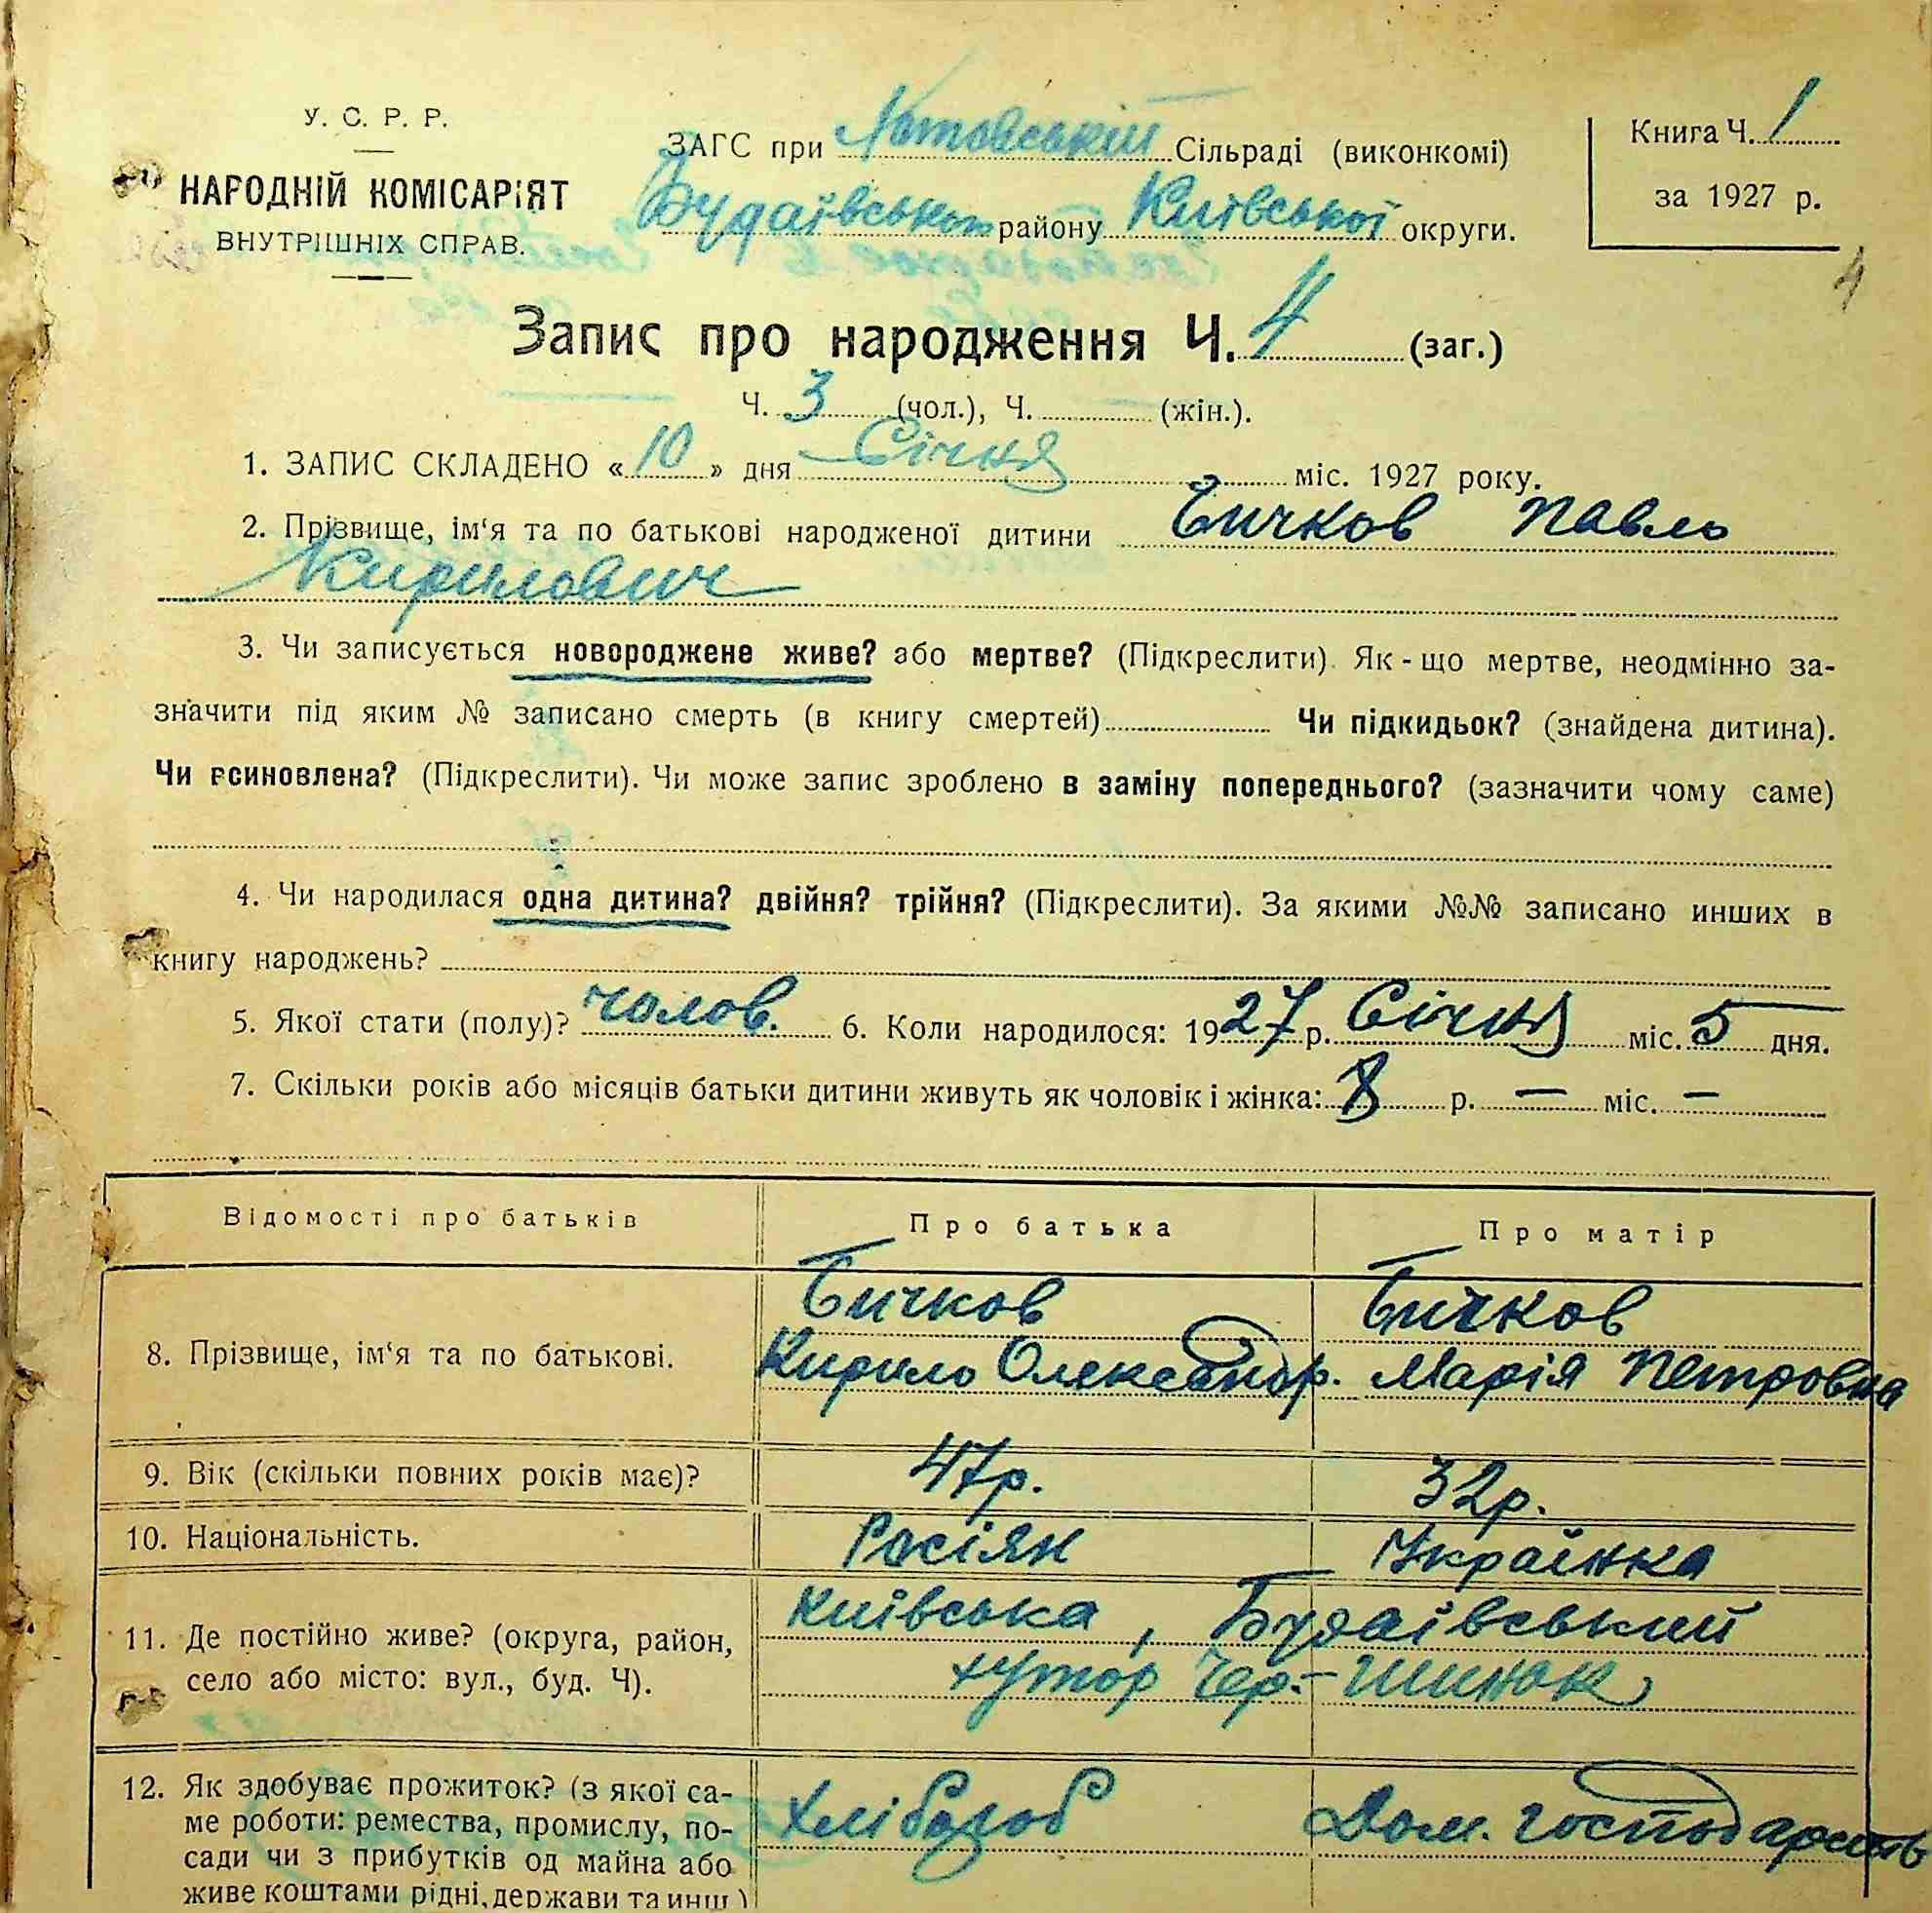 У. С. Р. Р.
НАРОДНІЙ КОМІСАРІЯТ
ВНУТРІШНІХ СПРАВ.
ЗАГС при Хотовській Сільраді (виконкомі)
Будаївського району Київської округи.
Книга Ч. 1
за 1927 р.
4
Запис про народження Ч. 4 (заг.)
Ч. 3 (чол.), Ч. (жін.).
1. ЗАПИС СКЛАДЕНО « 10 » дня Січня міс. 1927 року.
2. Прізвище, ім‘я та по батькові народженої дитини Бичков Павль
Кирилович
3. Чи записується новороджене живе? або мертве? (Підкреслити). Як-що мертве, неодмінно за-
значити під яким № записано смерть (в книгу смертей) Чи підкидьок? (знайдена дитина).
Чи всиновлена? (Підкреслити). Чи може запис зроблено в заміну попереднього? (зазначити чому саме)
4. Чи народилася одна дитина? двійня? трійня? (Підкреслити). За якими №№ записано инших в
книгу народжень?
5. Якої стати (полу)? чолов. 6. Коли народилося: 1927 р. Січня міс. 5 дня.
7. Скільки років або місяців батьки дитини живуть як чоловік і жінка: 8 р. — міс. —
Відомості про батьків Про батька Про матір
8. Прізвище, ім‘я та по батькові.
Бичков
Кирило Олександр.
Бичков
Марія Петровна
9. Вік (скільки повних років має)? 47р. 32р.
10. Національність. Росіян Українка
11. Де постійно живе? (округа, район,
село або місто: вул., буд. Ч).
Київська, Будаівський
хутор Чер.-Шинок
12. Як здобуває прожиток? (з якої са-
ме роботи: ремества, промислу, по-
сади чи з прибутків од майна або
живе коштами рідні, держави та инш.)
Хлібороб Дом. господарств